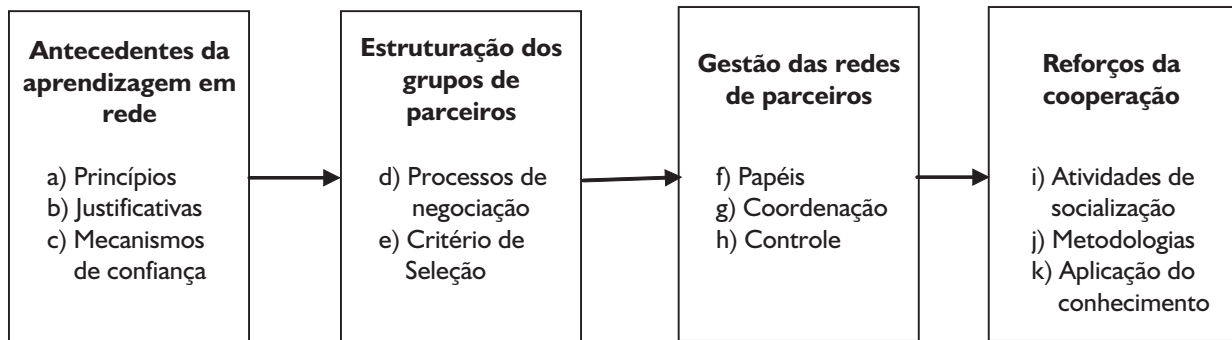 Antecedentes da
aprendizagem em
rede
a) Princípios
b) Justificativas
c) Mecanismos
de confiança
Estruturação dos
grupos de
parceiros
d) Processos de
negociação
e) Critério de
Seleção
Gestão das redes
de parceiros
f) Papéis
g) Coordenação
h) Controle
Reforços da
cooperação
i) Atividades de
socialização
j) Metodologias
k) Aplicação do
conhecimento